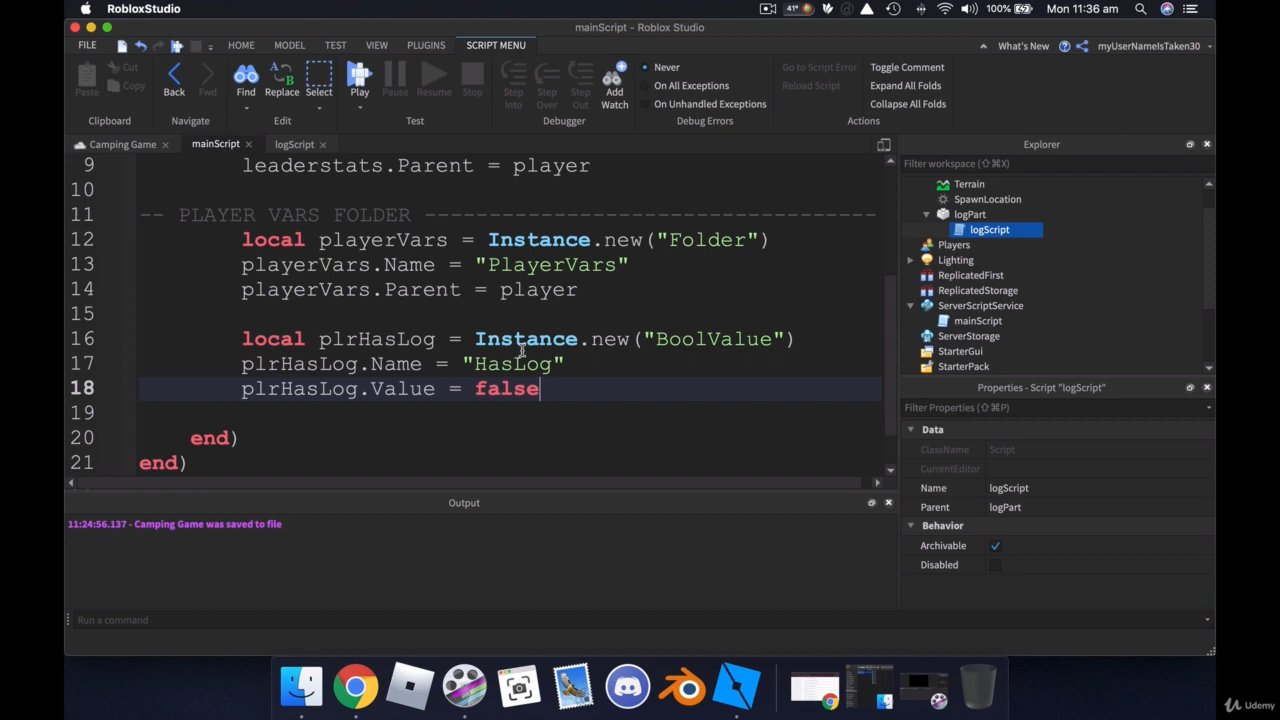 RobloxStudio
41°
100%
Mon 11:36 am
mainScript - Roblox Studio
FILE
HOME
MODEL
TEST
VIEW
PLUGINS
SCRIPT MENU
What's New
myUserNameIsTaken30
Paste
Cut
Copy
Back
Fwd
Find
Replace
Select
Play
Pause
Resume
Stop
Step Into
Step Over
Step Out
Add Watch
Never
On All Exceptions
On Unhandled Exceptions
Go to Script Error
Reload Script
Toggle Comment
Expand All Folds
Collapse All Folds
Clipboard
Navigate
Edit
Test
Debugger
Debug Errors
Actions
Camping Game
mainScript
logScript
9 leaderstats.Parent = player
10
11 -- PLAYER VARS FOLDER -----------------------------------
12 local playerVars = Instance.new("Folder")
13 playerVars.Name = "PlayerVars"
14 playerVars.Parent = player
15
16 local plrHasLog = Instance.new("BoolValue")
17 plrHasLog.Name = "HasLog"
18 plrHasLog.Value = false
19
20 end)
21 end)
Output
11:24:56.137 - Camping Game was saved to file
Run a command
Explorer
Filter workspace (⇧⌘X)
Terrain
SpawnLocation
logPart
logScript
Players
Lighting
ReplicatedFirst
ReplicatedStorage
ServerScriptService
mainScript
ServerStorage
StarterGui
StarterPack
Properties - Script "logScript"
Filter Properties (⇧⌘P)
Data
ClassName Script
CurrentEditor
Name logScript
Parent logPart
Behavior
Archivable
Disabled
Udemy